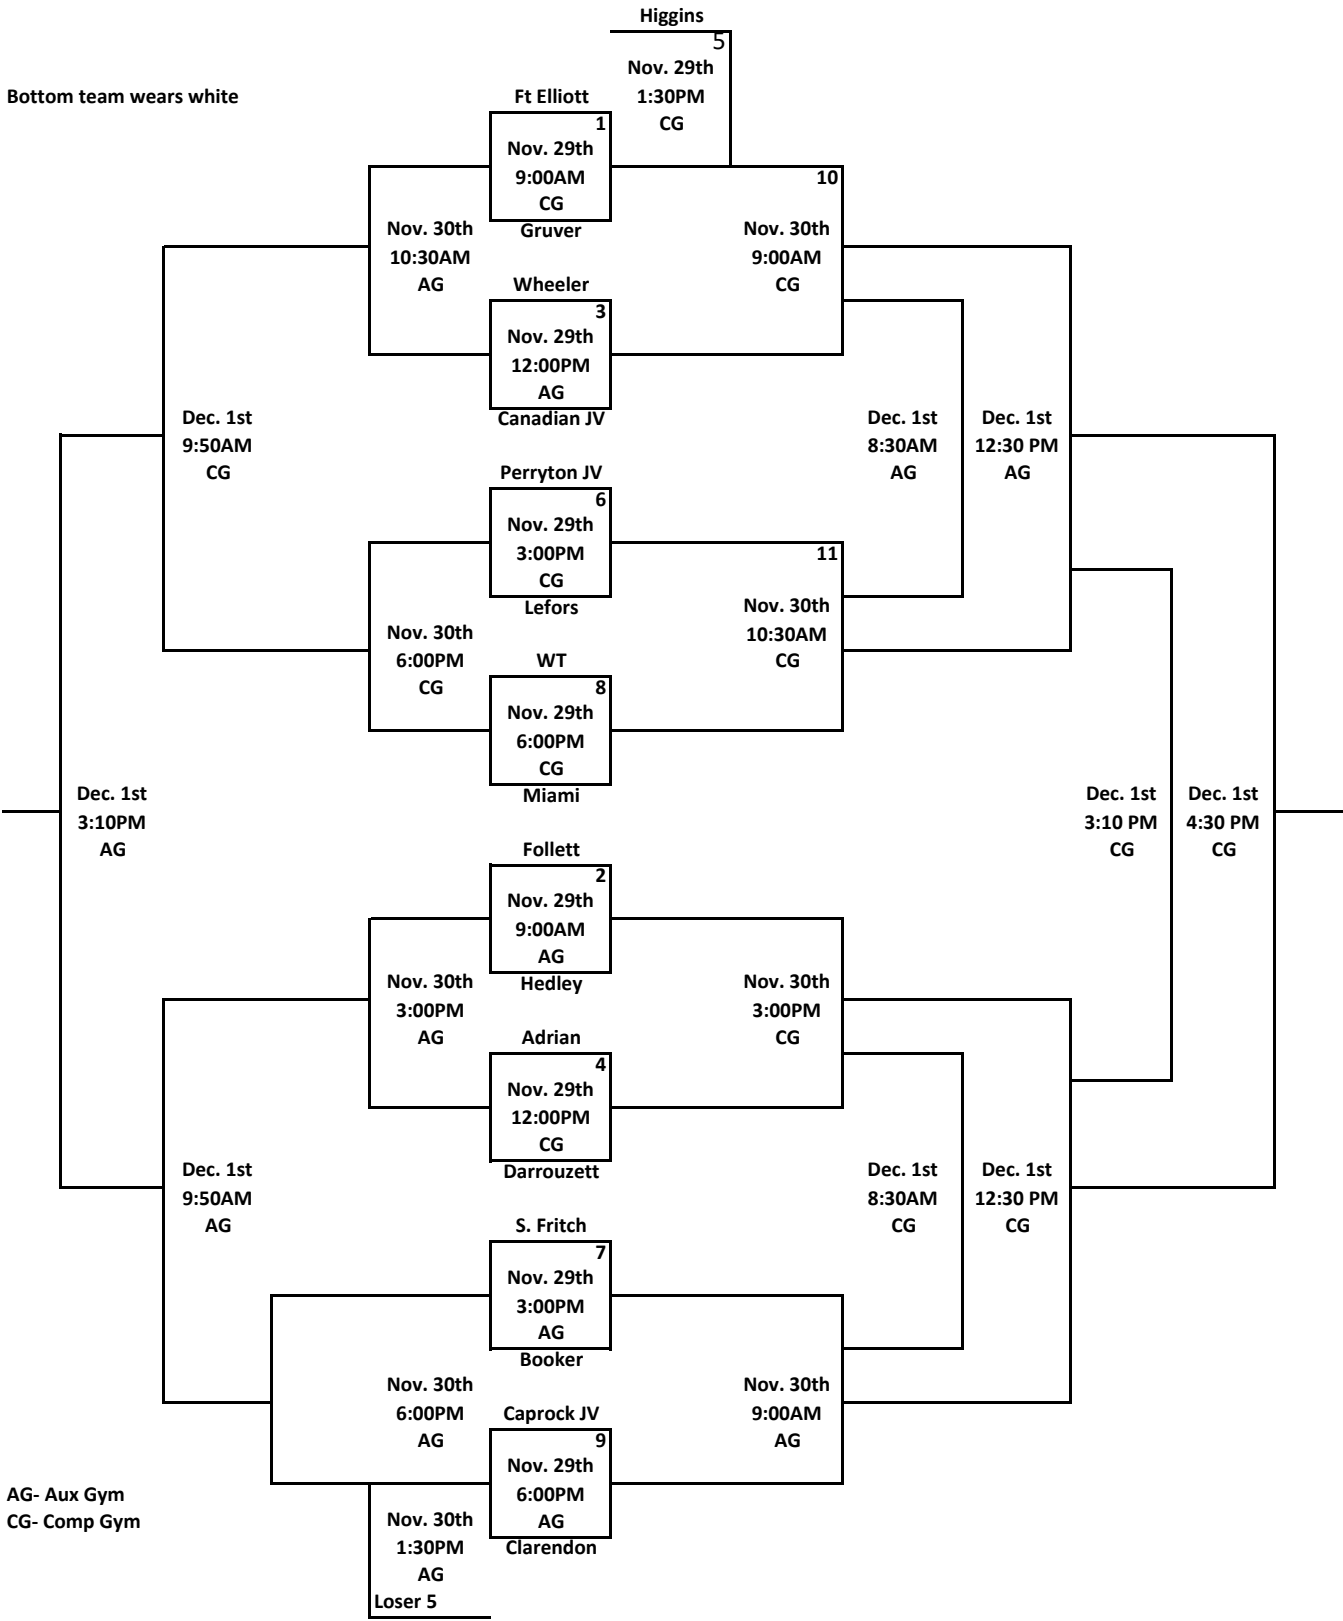 Higgins
5
Nov. 29th
1:30PM
CG
Bottom team wears white
Ft Elliott
1
Nov. 29th
9:00AM
CG
Gruver
10
Nov. 30th
10:30AM
AG
Nov. 30th
9:00AM
CG
Wheeler
3
Nov. 29th
12:00PM
AG
Canadian JV
Dec. 1st
9:50AM
CG
Dec. 1st
8:30AM
AG
Dec. 1st
12:30 PM
AG
Perryton JV
6
Nov. 29th
3:00PM
CG
Lefors
11
Nov. 30th
6:00PM
CG
Nov. 30th
10:30AM
CG
WT
8
Nov. 29th
6:00PM
CG
Miami
Dec. 1st
3:10PM
AG
Dec. 1st
3:10 PM
CG
Dec. 1st
4:30 PM
CG
Follett
2
Nov. 29th
9:00AM
AG
Hedley
Nov. 30th
3:00PM
AG
Nov. 30th
3:00PM
CG
Adrian
4
Nov. 29th
12:00PM
CG
Darrouzett
Dec. 1st
9:50AM
AG
Dec. 1st
8:30AM
CG
Dec. 1st
12:30 PM
CG
S. Fritch
7
Nov. 29th
3:00PM
AG
Booker
Nov. 30th
6:00PM
AG
Nov. 30th
9:00AM
AG
Caprock JV
9
Nov. 29th
6:00PM
AG
Clarendon
AG- Aux Gym
CG- Comp Gym
Nov. 30th
1:30PM
AG
Loser 5